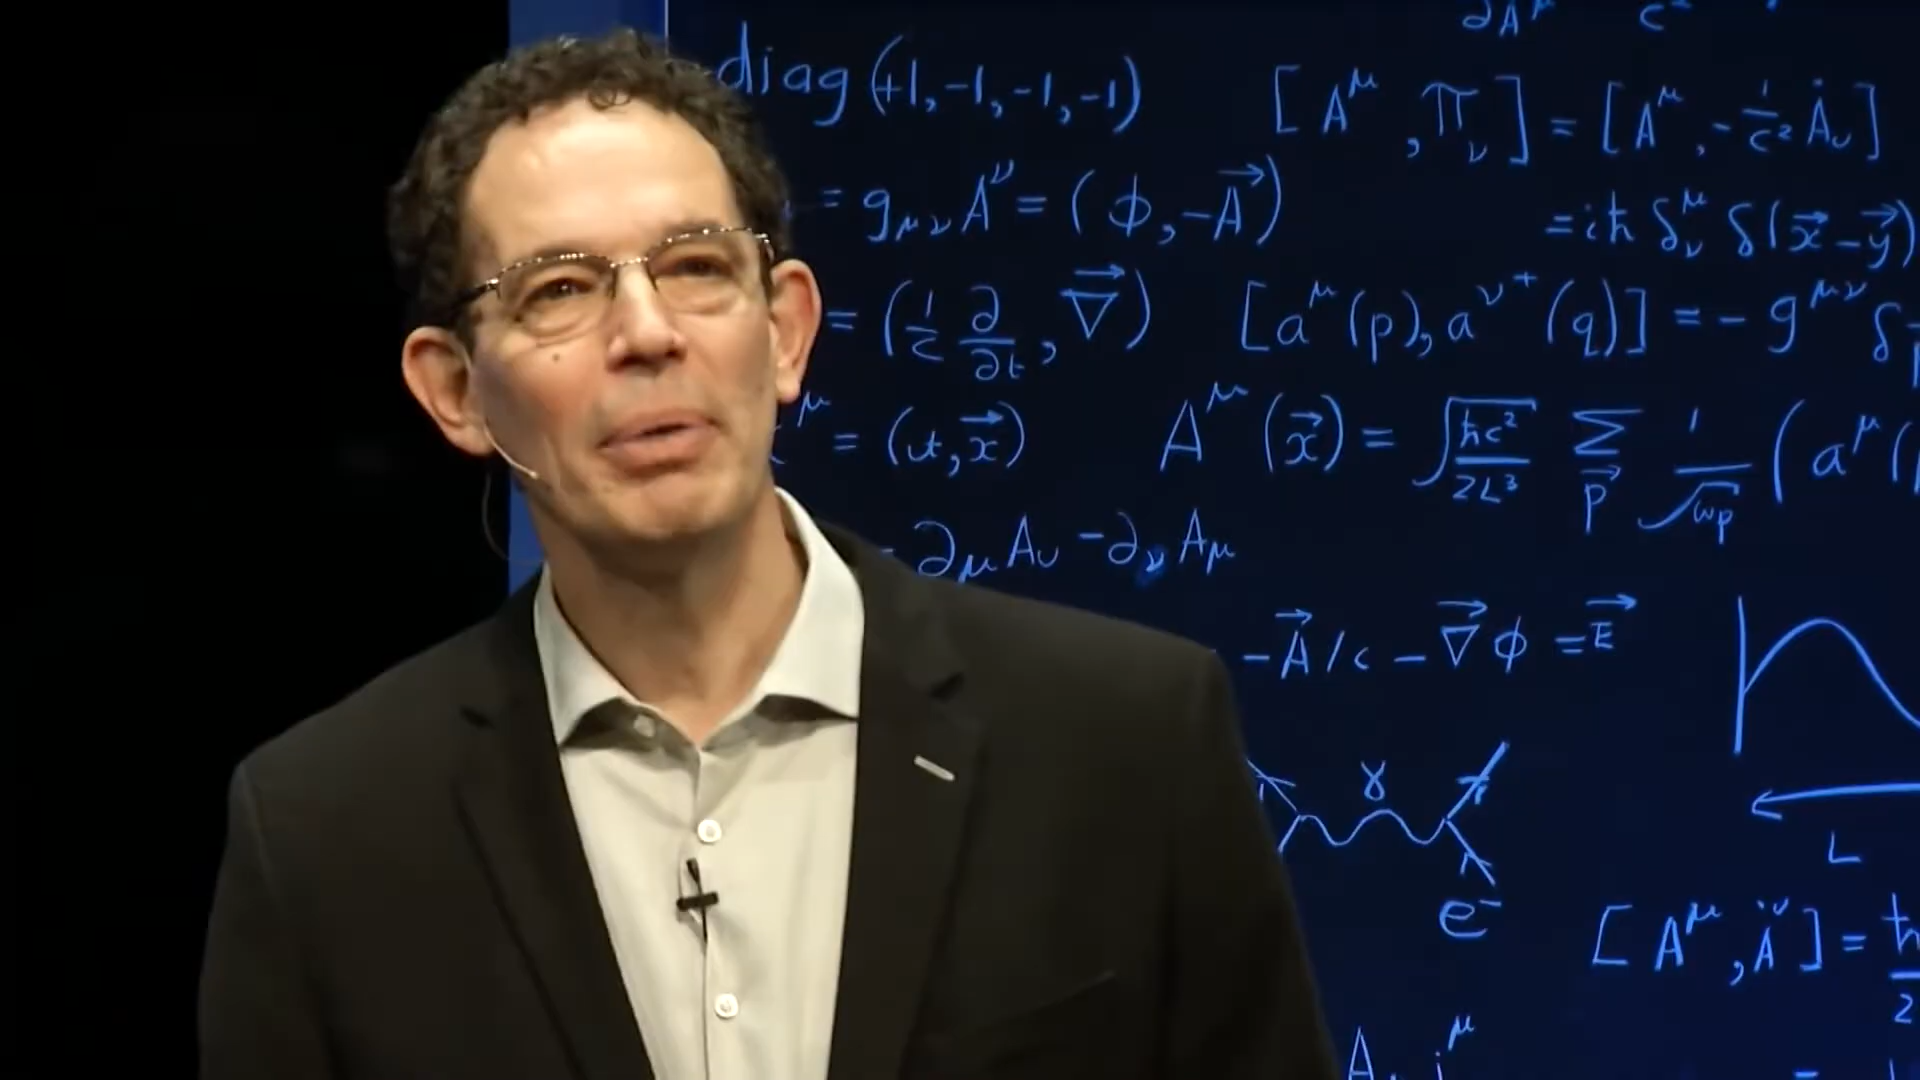 diag (+1, -1, -1, -1)
= g_μν A^ν = (ϕ, -A⃗)
= (1/c ∂/∂t, ∇⃗)
μ = (ct, x⃗)
∂_μ A_ν - ∂_ν A_μ
- A⃗/c - ∇⃗ϕ = E⃗
[A^μ, π_ν] = [A^μ, -1/c² Ȧ_ν]
= iħ δ^μ_ν δ(x⃗ - y⃗)
[a^μ(p), a^ν+(q)] = - g^μν δ
A^μ(x⃗) = √(ħc²/2L³) Σ_p⃗ 1/√ω_p (a^μ(
γ
e⁻
L
[A^μ, Ȧ^ν] = ħ/2